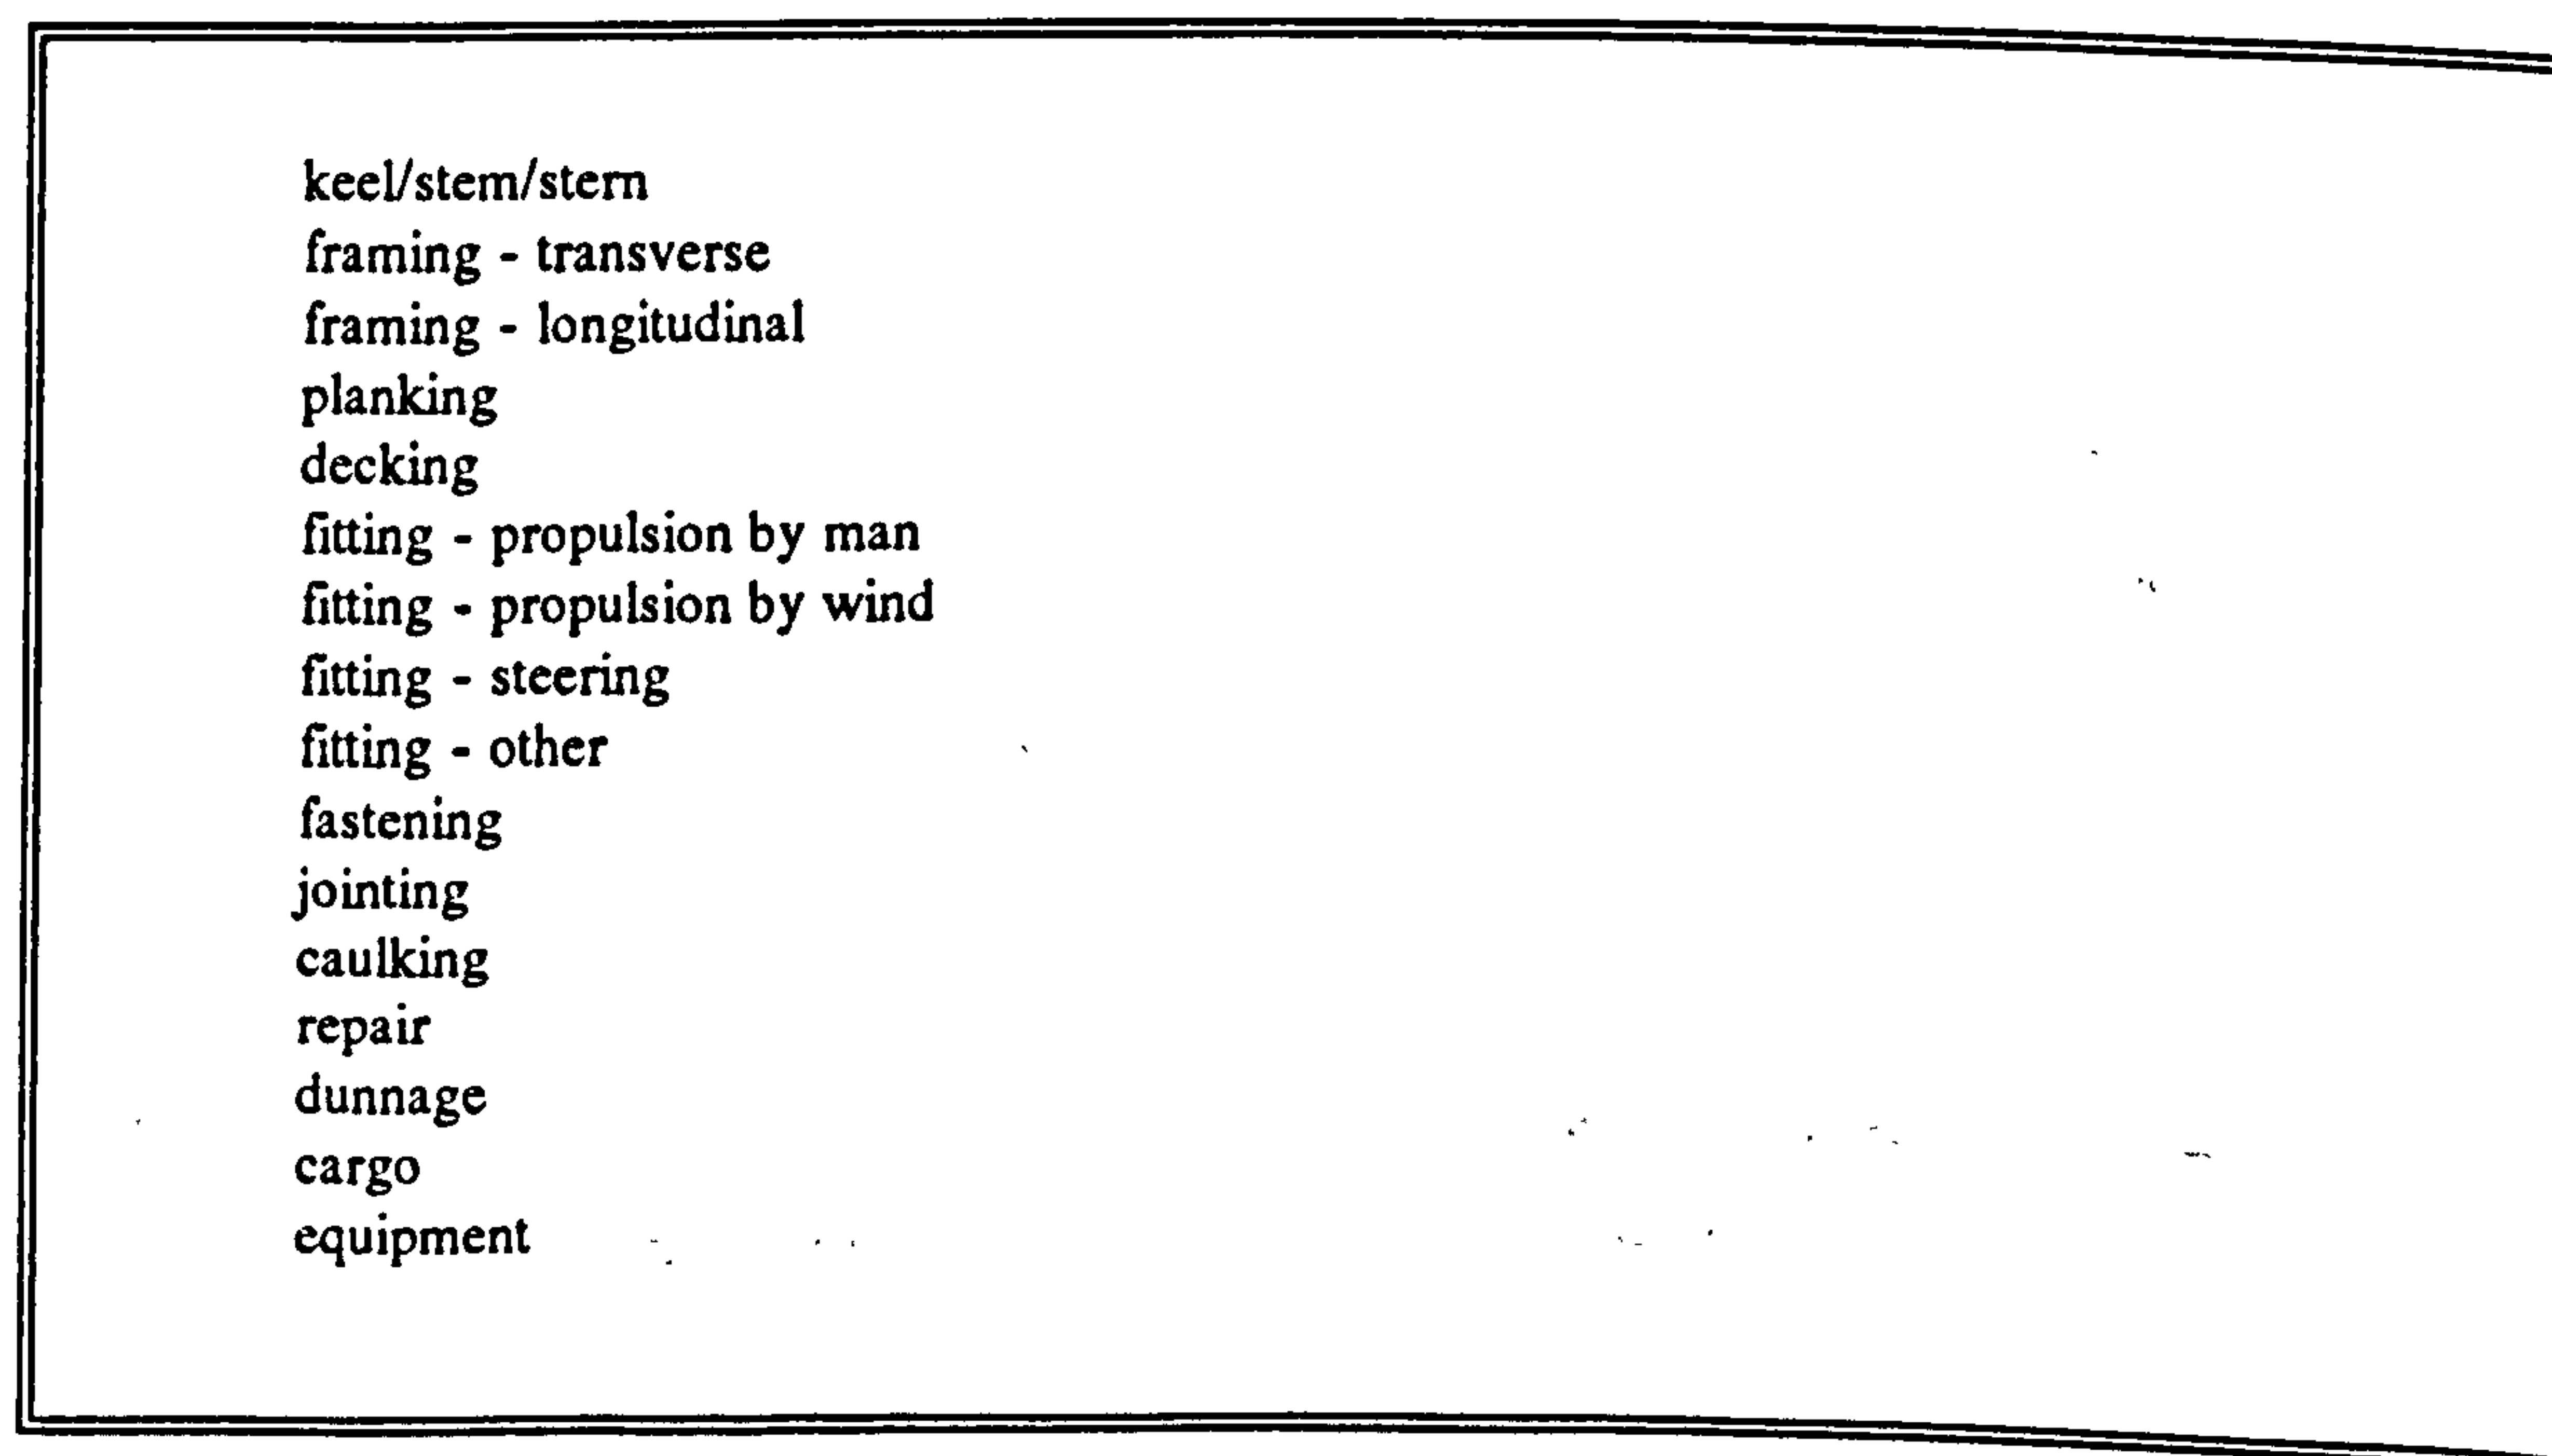 keel/stem/stern
framing - transverse
framing - longitudinal
planking
decking
fitting - propulsion by man
fitting - propulsion by wind
fitting - steering
fitting - other
fastening
jointing
caulking
repair
dunnage
cargo
equipment